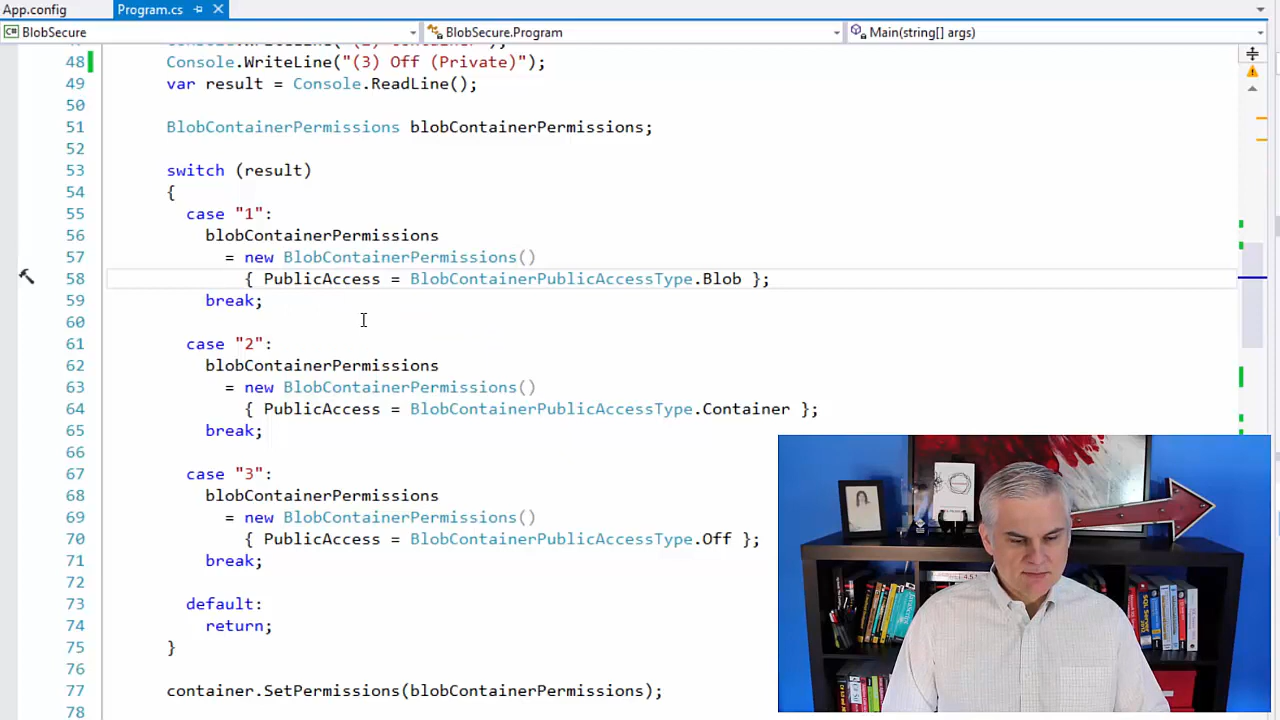 App.config Program.cs
BlobSecure BlobSecure.Program Main(string[] args)
48 Console.WriteLine("(3) Off (Private)");
49 var result = Console.ReadLine();
50
51 BlobContainerPermissions blobContainerPermissions;
52
53 switch (result)
54 {
55 case "1":
56 blobContainerPermissions
57 = new BlobContainerPermissions()
58 { PublicAccess = BlobContainerPublicAccessType.Blob };
59 break;
60
61 case "2":
62 blobContainerPermissions
63 = new BlobContainerPermissions()
64 { PublicAccess = BlobContainerPublicAccessType.Container };
65 break;
66
67 case "3":
68 blobContainerPermissions
69 = new BlobContainerPermissions()
70 { PublicAccess = BlobContainerPublicAccessType.Off };
71 break;
72
73 default:
74 return;
75 }
76
77 container.SetPermissions(blobContainerPermissions);
78